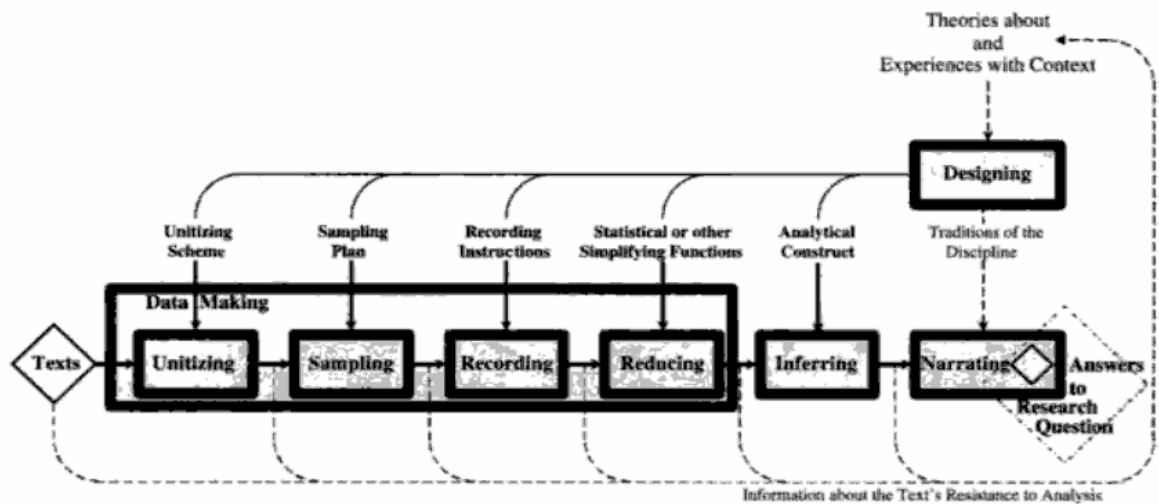 Theories about
and
Experiences with Context
Designing
Unitizing
Scheme
Sampling
Plan
Recording
Instructions
Statistical or other
Simplifying Functions
Analytical
Construct
Traditions of the
Discipline
Data Making
Texts
Unitizing
Sampling
Recording
Reducing
Inferring
Narrating
Answers
to
Research
Question
Information about the Text's Resistance to Analysis